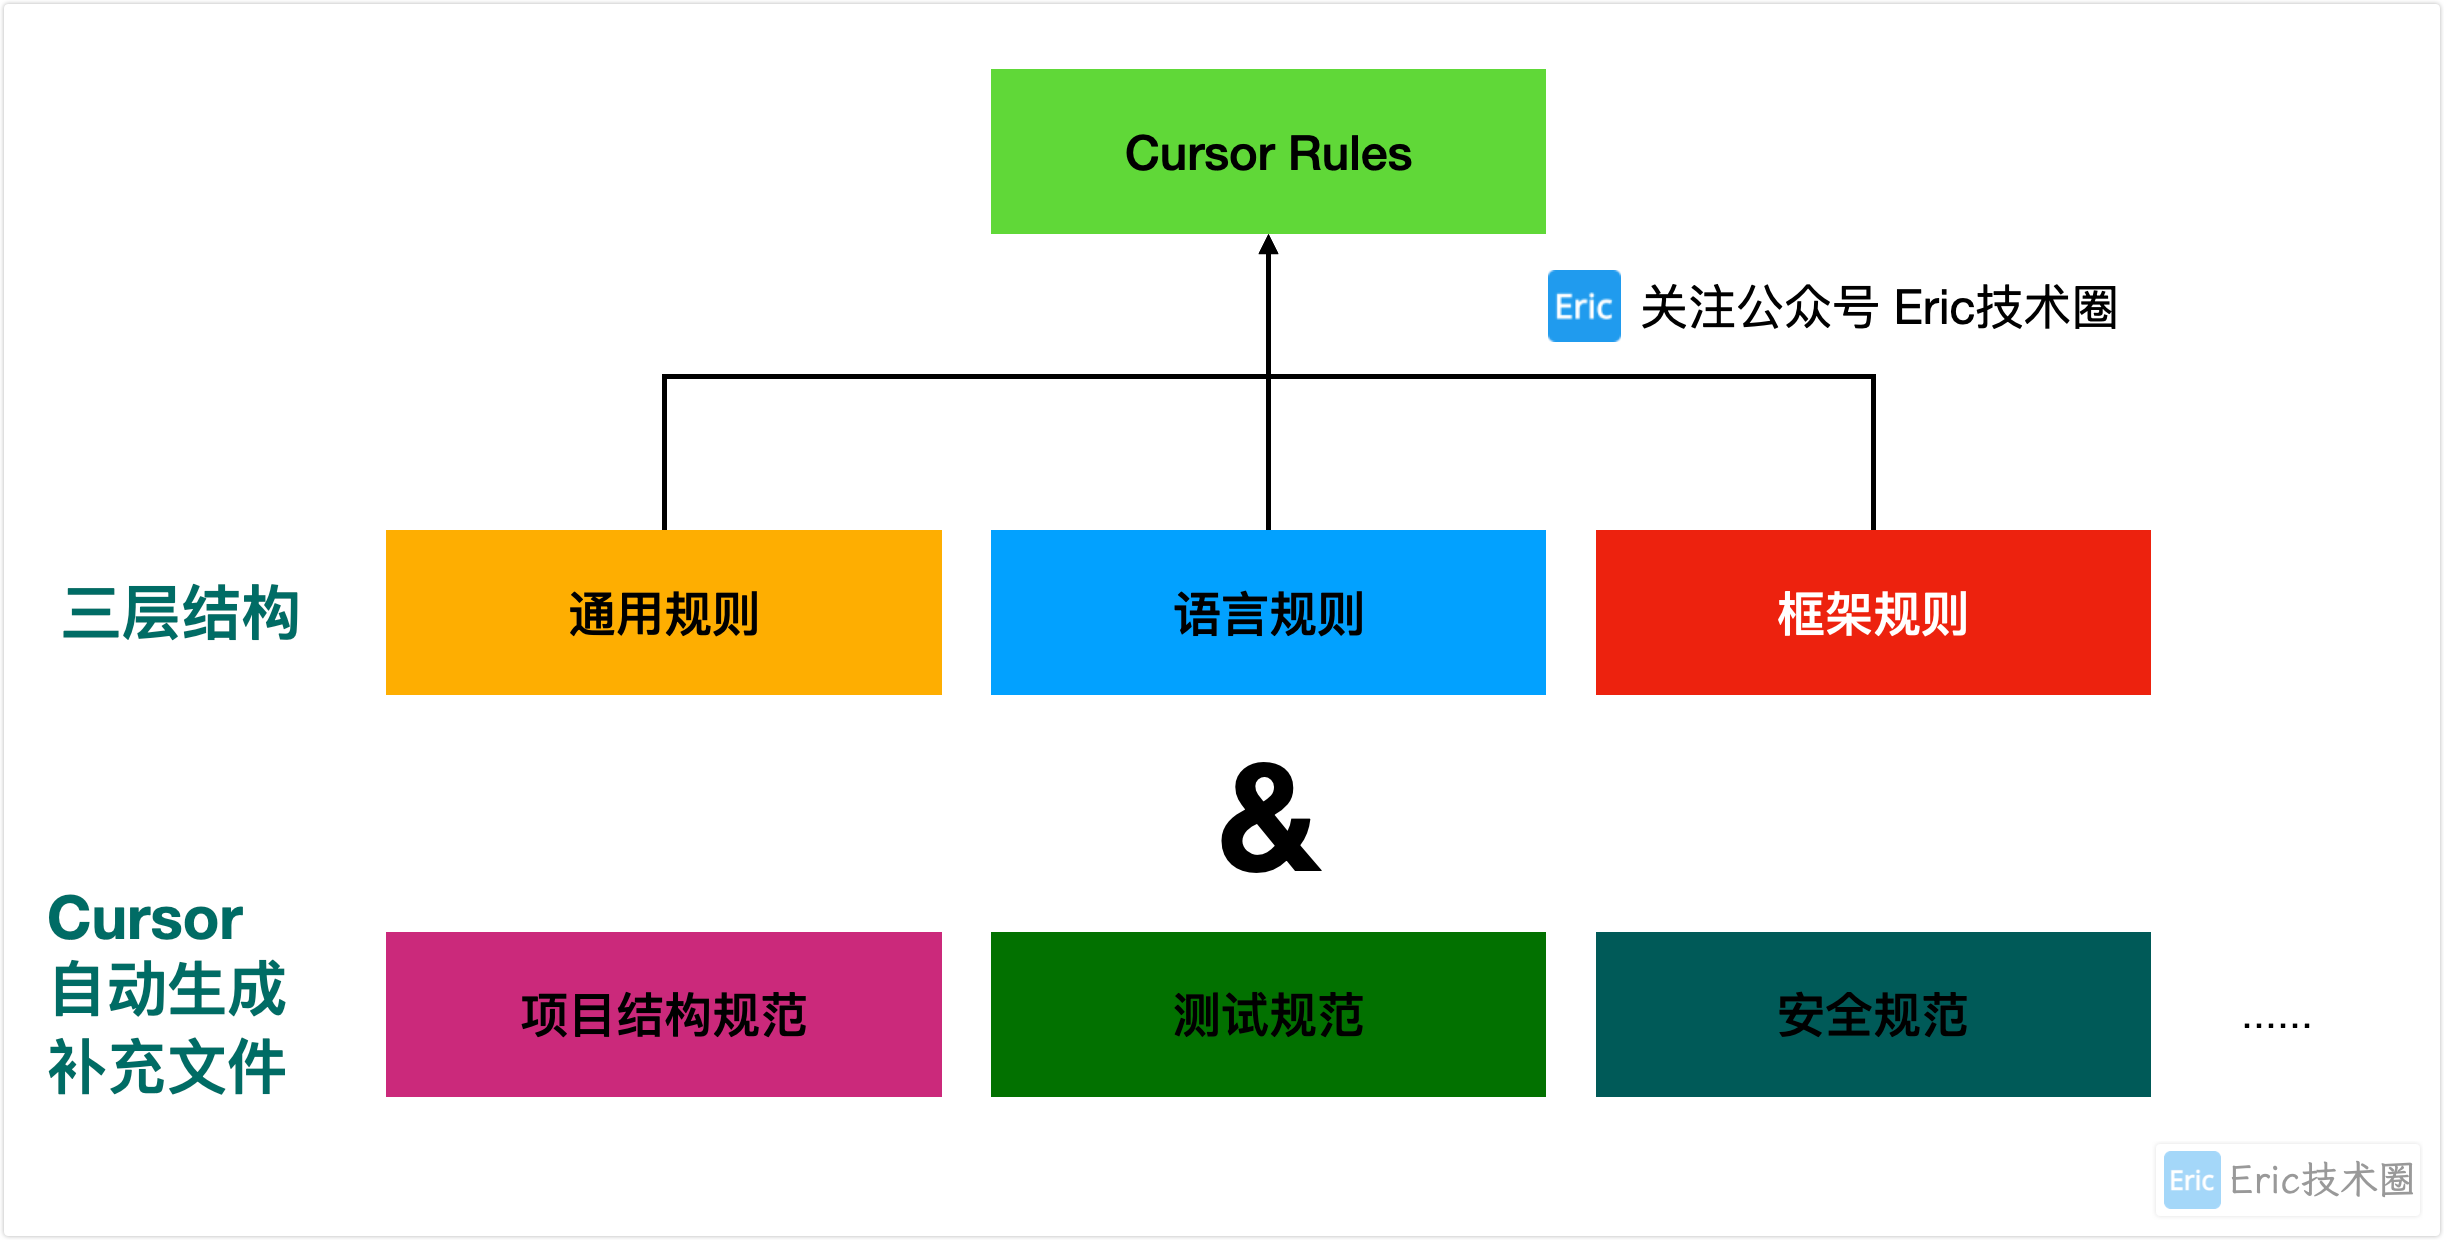 Cursor Rules
Eric 关注公众号 Eric技术圈
三层结构
通用规则
语言规则
框架规则
&
Cursor
自动生成
补充文件
项目结构规范
测试规范
安全规范
......
Eric Eric技术圈